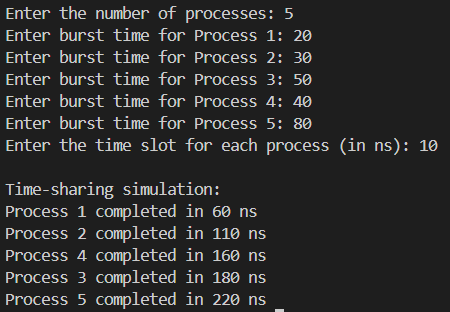 Enter the number of processes: 5
Enter burst time for Process 1: 20
Enter burst time for Process 2: 30
Enter burst time for Process 3: 50
Enter burst time for Process 4: 40
Enter burst time for Process 5: 80
Enter the time slot for each process (in ns): 10
Time-sharing simulation:
Process 1 completed in 60 ns
Process 2 completed in 110 ns
Process 4 completed in 160 ns
Process 3 completed in 180 ns
Process 5 completed in 220 ns